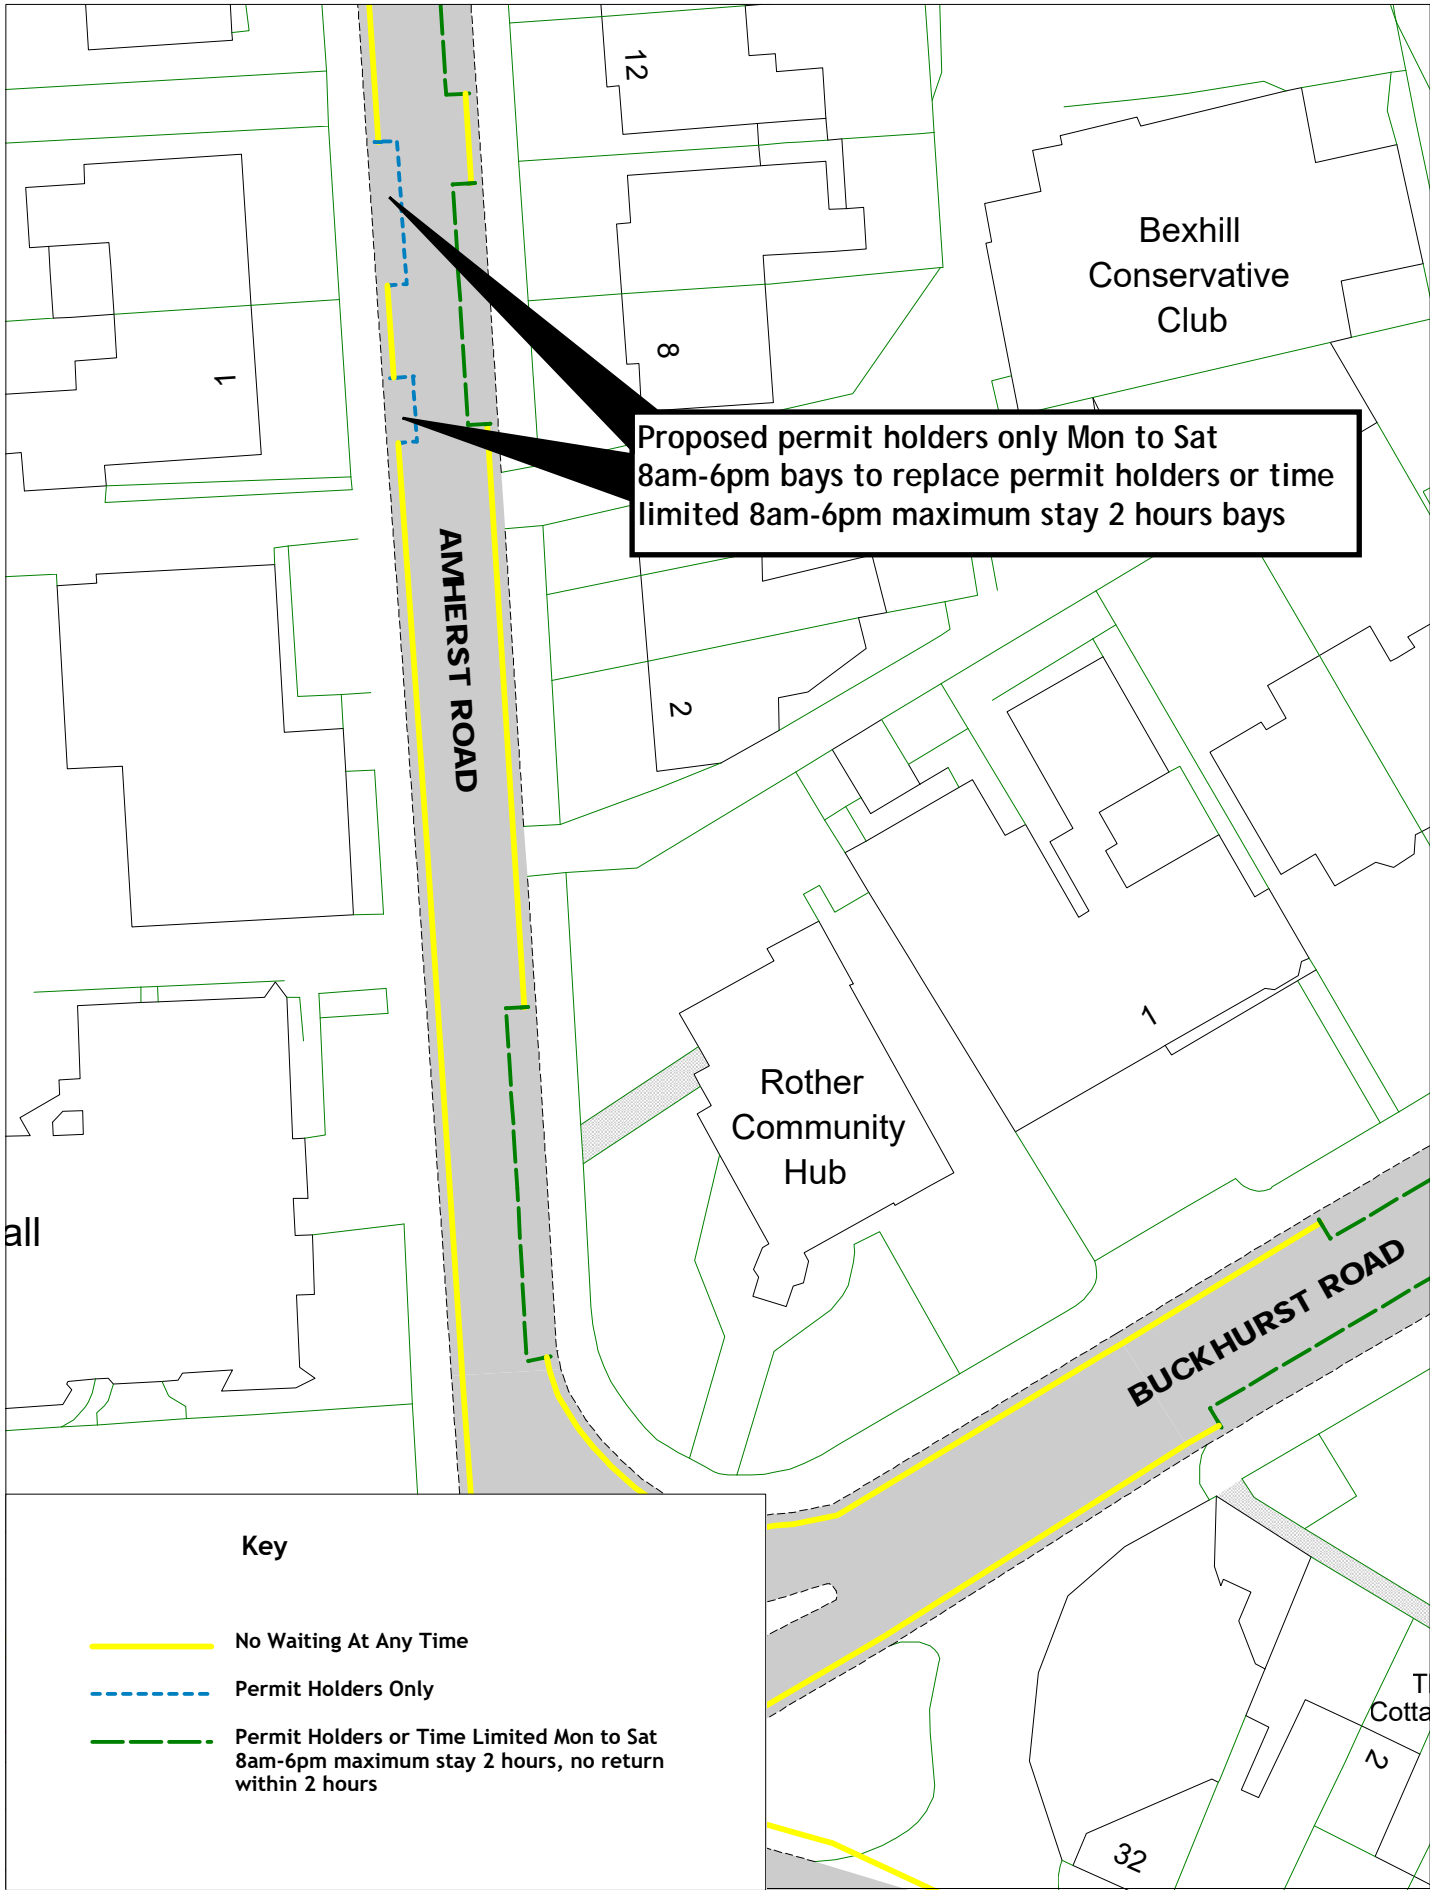 12
Bexhill
Conservative
Club
1
8
Proposed permit holders only Mon to Sat
8am-6pm bays to replace permit holders or time
limited 8am-6pm maximum stay 2 hours bays
AMHERST ROAD
2
1
Rother
Community
Hub
all
BUCKHURST ROAD
Key
No Waiting At Any Time
Permit Holders Only
Permit Holders or Time Limited Mon to Sat
8am-6pm maximum stay 2 hours, no return
within 2 hours
Cotta
2
32